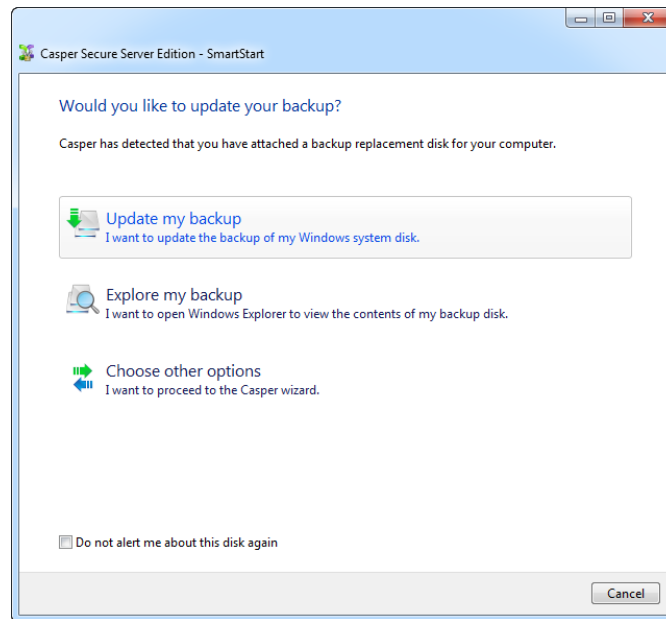 Casper Secure Server Edition - SmartStart
Would you like to update your backup?
Casper has detected that you have attached a backup replacement disk for your computer.
Update my backup
I want to update the backup of my Windows system disk.
Explore my backup
I want to open Windows Explorer to view the contents of my backup disk.
Choose other options
I want to proceed to the Casper wizard.
Do not alert me about this disk again
Cancel